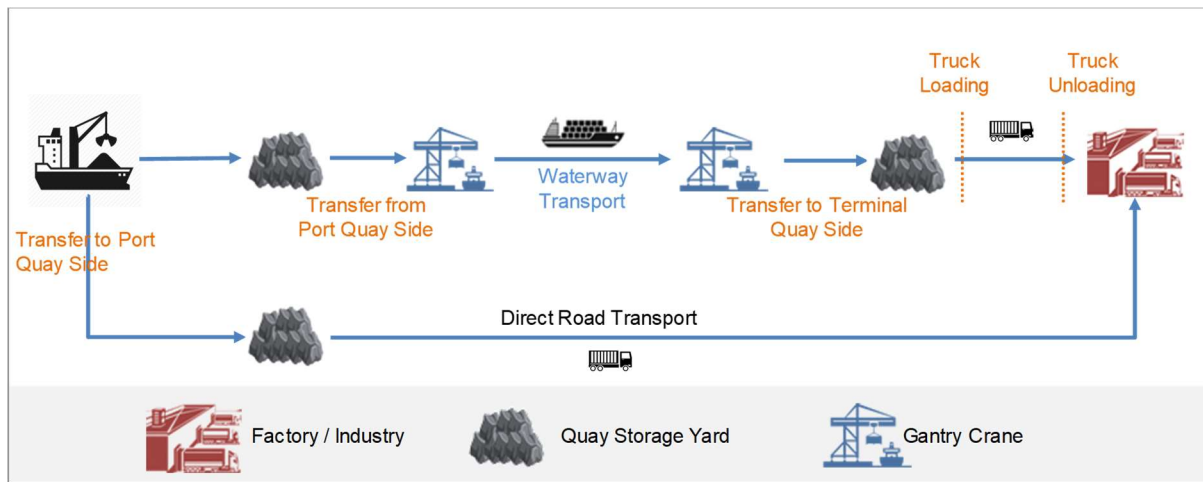 Truck
Loading
Truck
Unloading
Waterway
Transport
Transfer from
Port Quay Side
Transfer to Terminal
Quay Side
Transfer to Port
Quay Side
Direct Road Transport
Factory / Industry
Quay Storage Yard
Gantry Crane